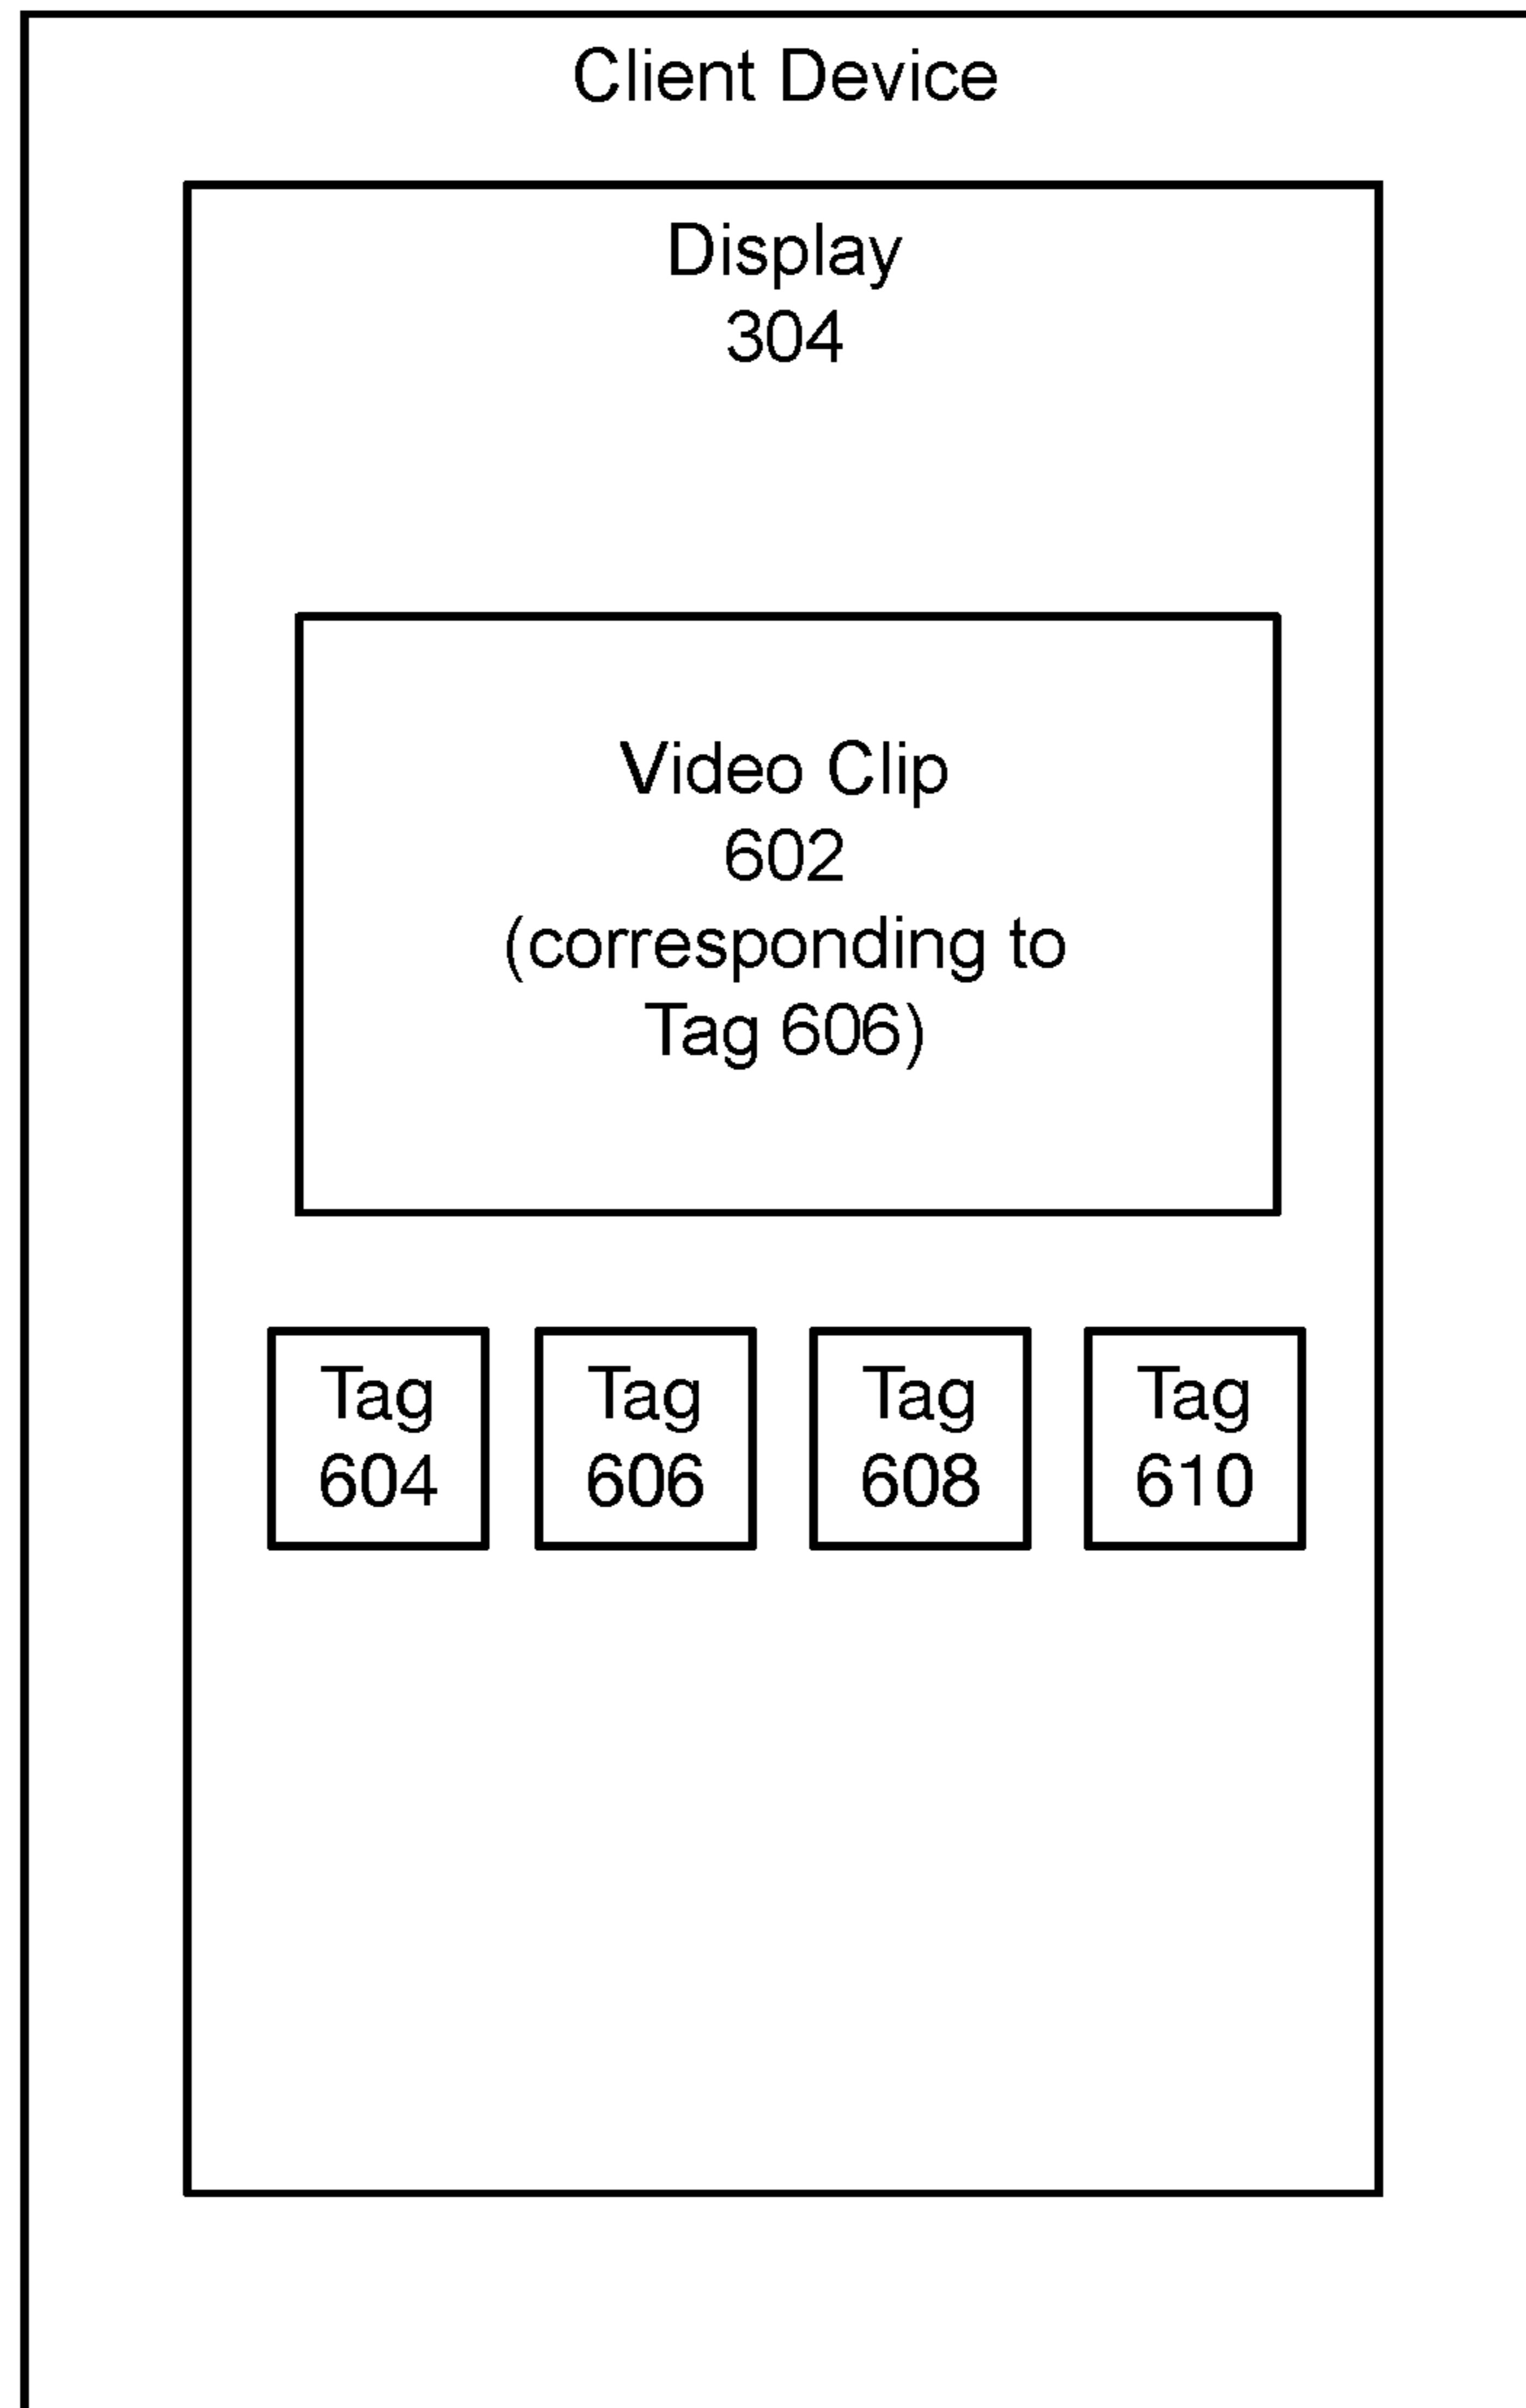 Client Device
Display
304
Video Clip
602
(corresponding to
Tag 606)
Tag
604
Tag
606
Tag
608
Tag
610